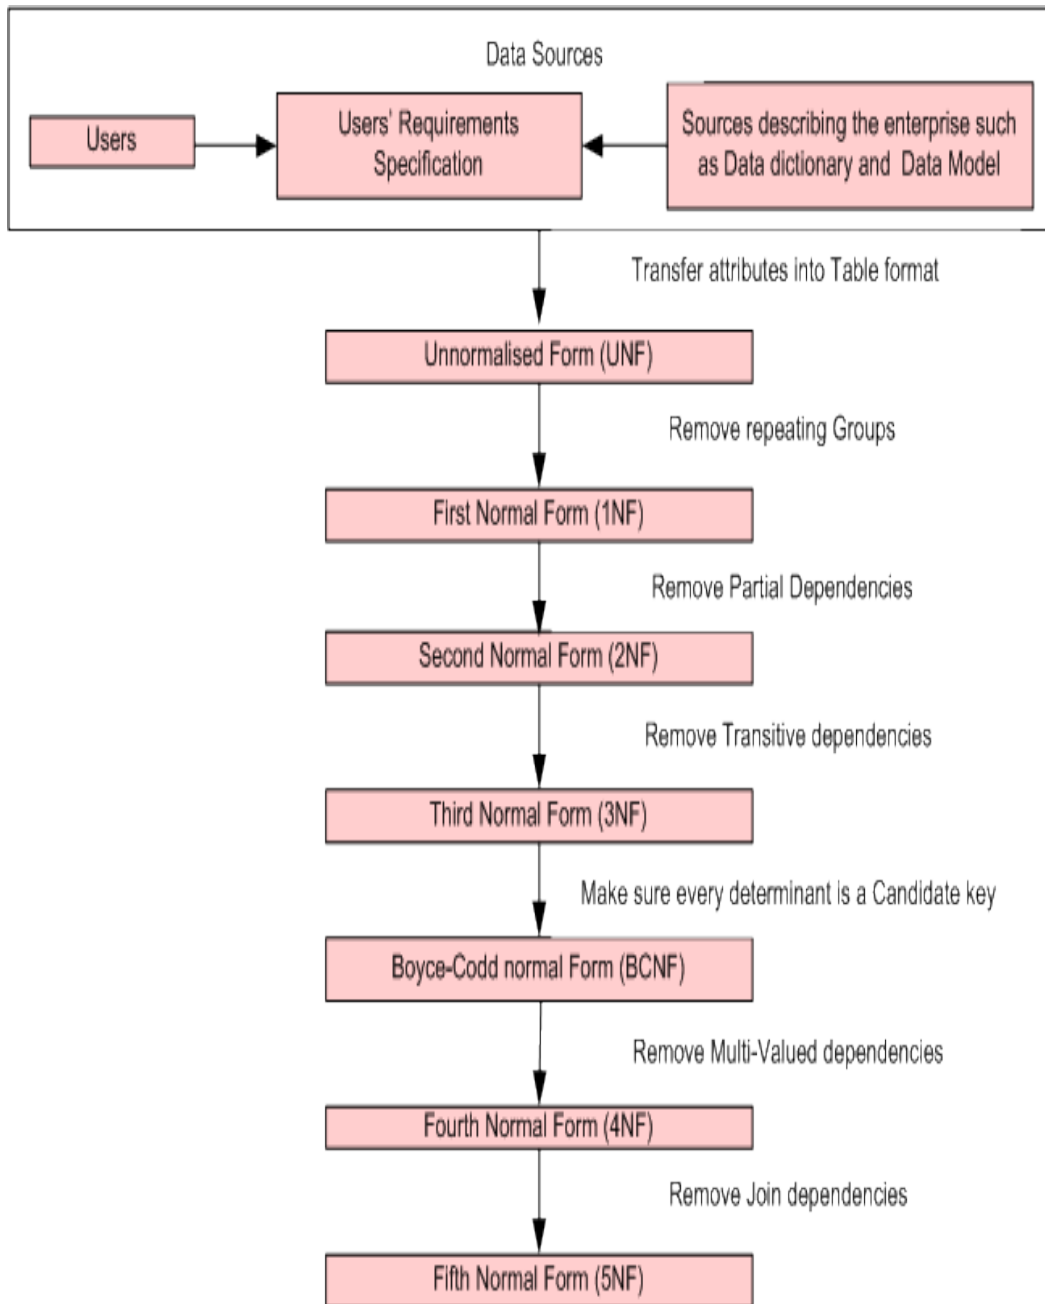 Data Sources
Users
Users' Requirements
Specification
Sources describing the enterprise such
as Data dictionary and Data Model
Transfer attributes into Table format
Unnormalised Form (UNF)
Remove repeating Groups
First Normal Form (1NF)
Remove Partial Dependencies
Second Normal Form (2NF)
Remove Transitive dependencies
Third Normal Form (3NF)
Make sure every determinant is a Candidate key
Boyce-Codd normal Form (BCNF)
Remove Multi-Valued dependencies
Fourth Normal Form (4NF)
Remove Join dependencies
Fifth Normal Form (5NF)